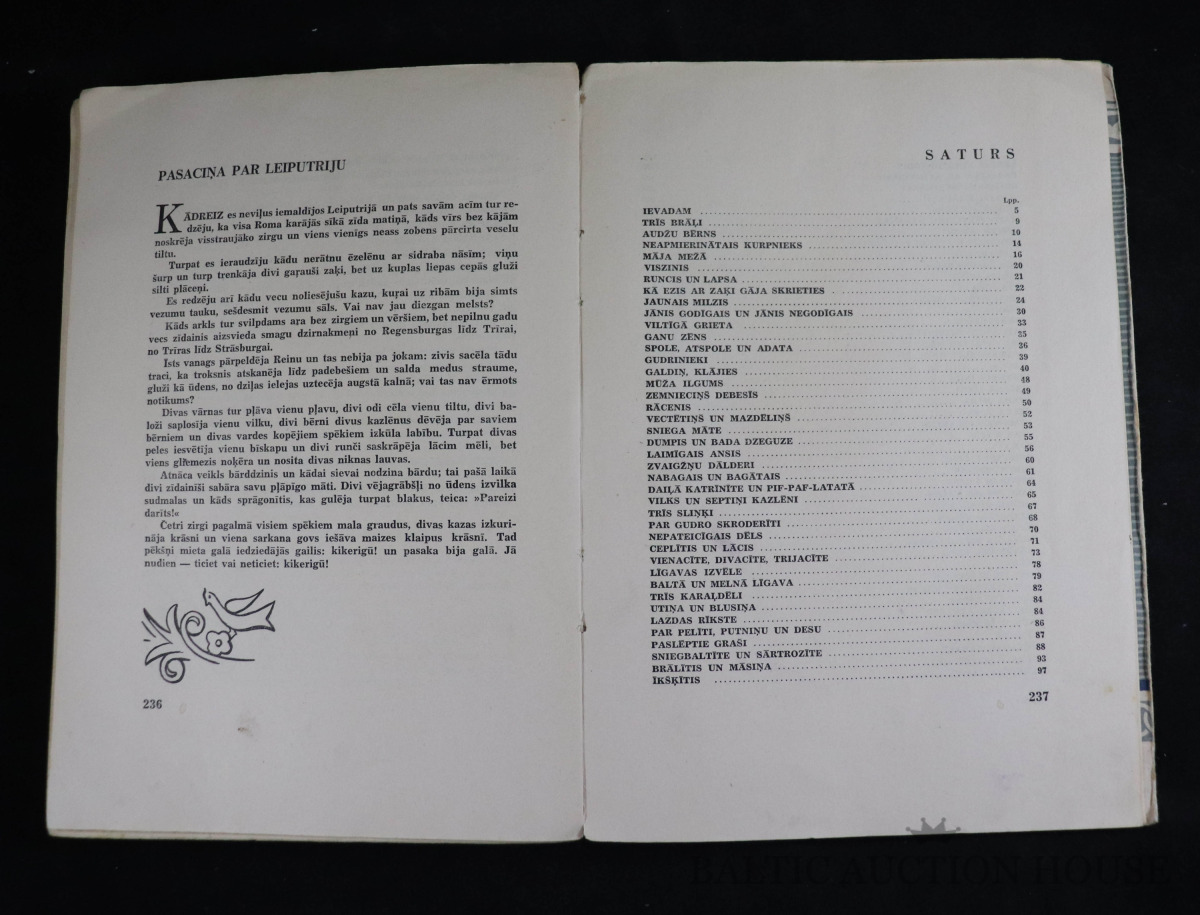 PASACIŅA PAR LEIPUTRIJU
KĀDREIZ es neviļus iemaldījos Leiputrijā un pats savām acīm tur re-
dzēju, ka visa Roma karājās sīkā zīda matiņā, kāds vīrs bez kājām
noskrēja visstraujāko zirgu un viens vienīgs neass zobens pārcirta veselu
tiltu.
Turpat es ieraudzīju kādu nerātnu ēzelēnu ar sidraba nāsīm; viņu
šurp un turp trenkāja divi garauši zaķi, bet uz kuplas liepas cepās gluži
silti plāceņi.
Es redzēju arī kādu vecu noliesējušu kazu, kuŗai uz ribām bija simts
vezumu tauku, sešdesmit vezumu sāls. Vai nav jau diezgan melsts?
Kāds arkls tur svilpdams ara bez zirgiem un vēršiem, bet nepilnu gadu
vecs zīdainis aizsvieda smagu dzirnakmeņi no Regensburgas līdz Trīrai,
no Trīras līdz Strāsburgai.
Īsts vanags pārpeldēja Reinu un tas nebija pa jokam: zivis sacēla tādu
traci, ka troksnis atskanēja līdz padebešiem un salda medus straume,
gluži kā ūdens, no dziļas ielejas uztecēja augstā kalnā; vai tas nav ērmots
notikums?
Divas vārnas tur pļāva vienu pļavu, divi odi cēla vienu tiltu, divi ba-
loži saplosīja vienu vilku, divi bērni divus kazlēnus dēvēja par saviem
bērniem un divas vardes kopējiem spēkiem izkūla labību. Turpat divas
peles iesvētīja vienu biskapu un divi runči saskrāpēja lācim mēli, bet
viens gliemezis noķēra un nosita divas niknas lauvas.
Atnāca veikls bārddzinis un kādai sievai nodzina bārdu; tai pašā laikā
divi zīdainīši sabāra savu pļāpīgo māti. Divi vējagrābšļi no ūdens izvilka
sudmalas un kāds sprāgonītis, kas gulēja turpat blakus, teica: »Pareizi
darīts!«
Četri zirgi pagalmā visiem spēkiem mala graudus, divas kazas izkuri-
nāja krāsni un viena sarkana govs iešāva maizes klaipus krāsnī. Tad
pēkšņi mieta galā iedziedājās gailis: kikerigū! un pasaka bija galā. Jā
nudien — ticiet vai neticiet: kikerigū!
236
SATURS
Lpp.
IEVADAM 5
TRĪS BRĀĻI 9
AUDŽU BĒRNS 10
NEAPMIERINĀTAIS KURPNIEKS 14
MĀJA MEŽĀ 16
VISZINIS 20
RUNCIS UN LAPSA 21
KĀ EZIS AR ZAĶI GĀJA SKRIETIES 22
JAUNAIS MILZIS 24
JĀNIS GODĪGAIS UN JĀNIS NEGODĪGAIS 30
VILTĪGĀ GRIETA 33
GANU ZĒNS 35
SPOLE, ATSPOLE UN ADATA 36
GUDRINIEKI 39
GALDIŅ, KLĀJIES 40
MŪŽA ILGUMS 48
ZEMNIECIŅŠ DEBESĪS 49
RĀCENIS 50
VECTĒTIŅŠ UN MAZDĒLIŅŠ 52
SNIEGA MĀTE 53
DUMPIS UN BADA DZEGUZE 55
LAIMĪGAIS ANSIS 56
ZVAIGŽŅU DĀLDERI 60
NABAGAIS UN BAGĀTAIS 61
DAIĻĀ KATRĪNĪTE UN PIF-PAF-LATATĀ 64
VILKS UN SEPTIŅI KAZLĒNI 65
TRĪS SLIŅĶI 67
PAR GUDRO SKRODERĪTI 68
NEPATEICĪGAIS DĒLS 70
CEPLĪTIS UN LĀCIS 71
VIENACĪTE, DIVACĪTE, TRIJACĪTE 73
LĪGAVAS IZVĒLE 78
BALTĀ UN MELNĀ LĪGAVA 79
TRĪS KARAĻDĒLI 82
UTIŅA UN BLUSIŅA 84
LAZDAS RĪKSTE 84
PAR PELĪTI, PUTNIŅU UN DESU 86
PASLĒPTIE GRAŠI 87
SNIEGBALTĪTE UN SĀRTROZĪTE 88
BRĀLĪTIS UN MĀSIŅA 93
ĪKŠĶĪTIS 97
237
BALTIC AUCTION HOUSE